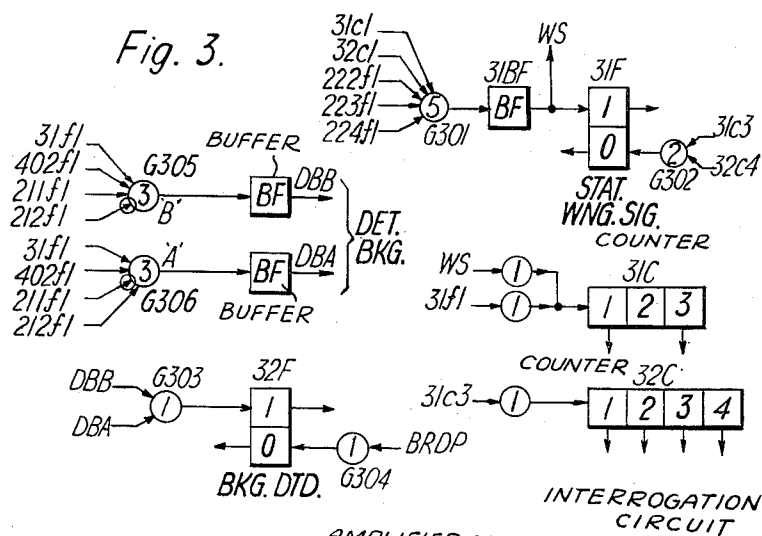 Fig. 3.
31c1
32c1
222f1
223f1
224f1
5
G301
31BF
BF
WS
31F
1
0
2
G302
31c3
32c4
STAT.
WNG. SIG.
31f1
402f1
211f1
212f1
G305
3
'B'
BUFFER
BF
DBB
31f1
402f1
211f1
212f1
3
'A'
G306
BF
DBA
BUFFER
DET.
BKG.
COUNTER
31C
WS
1
31f1
1
1 2 3
DBB
DBA
G303
1
32F
1
0
1
G304
BRDP
BKG. DTD.
COUNTER
32C
31c3
1
1 2 3 4
INTERROGATION
CIRCUIT